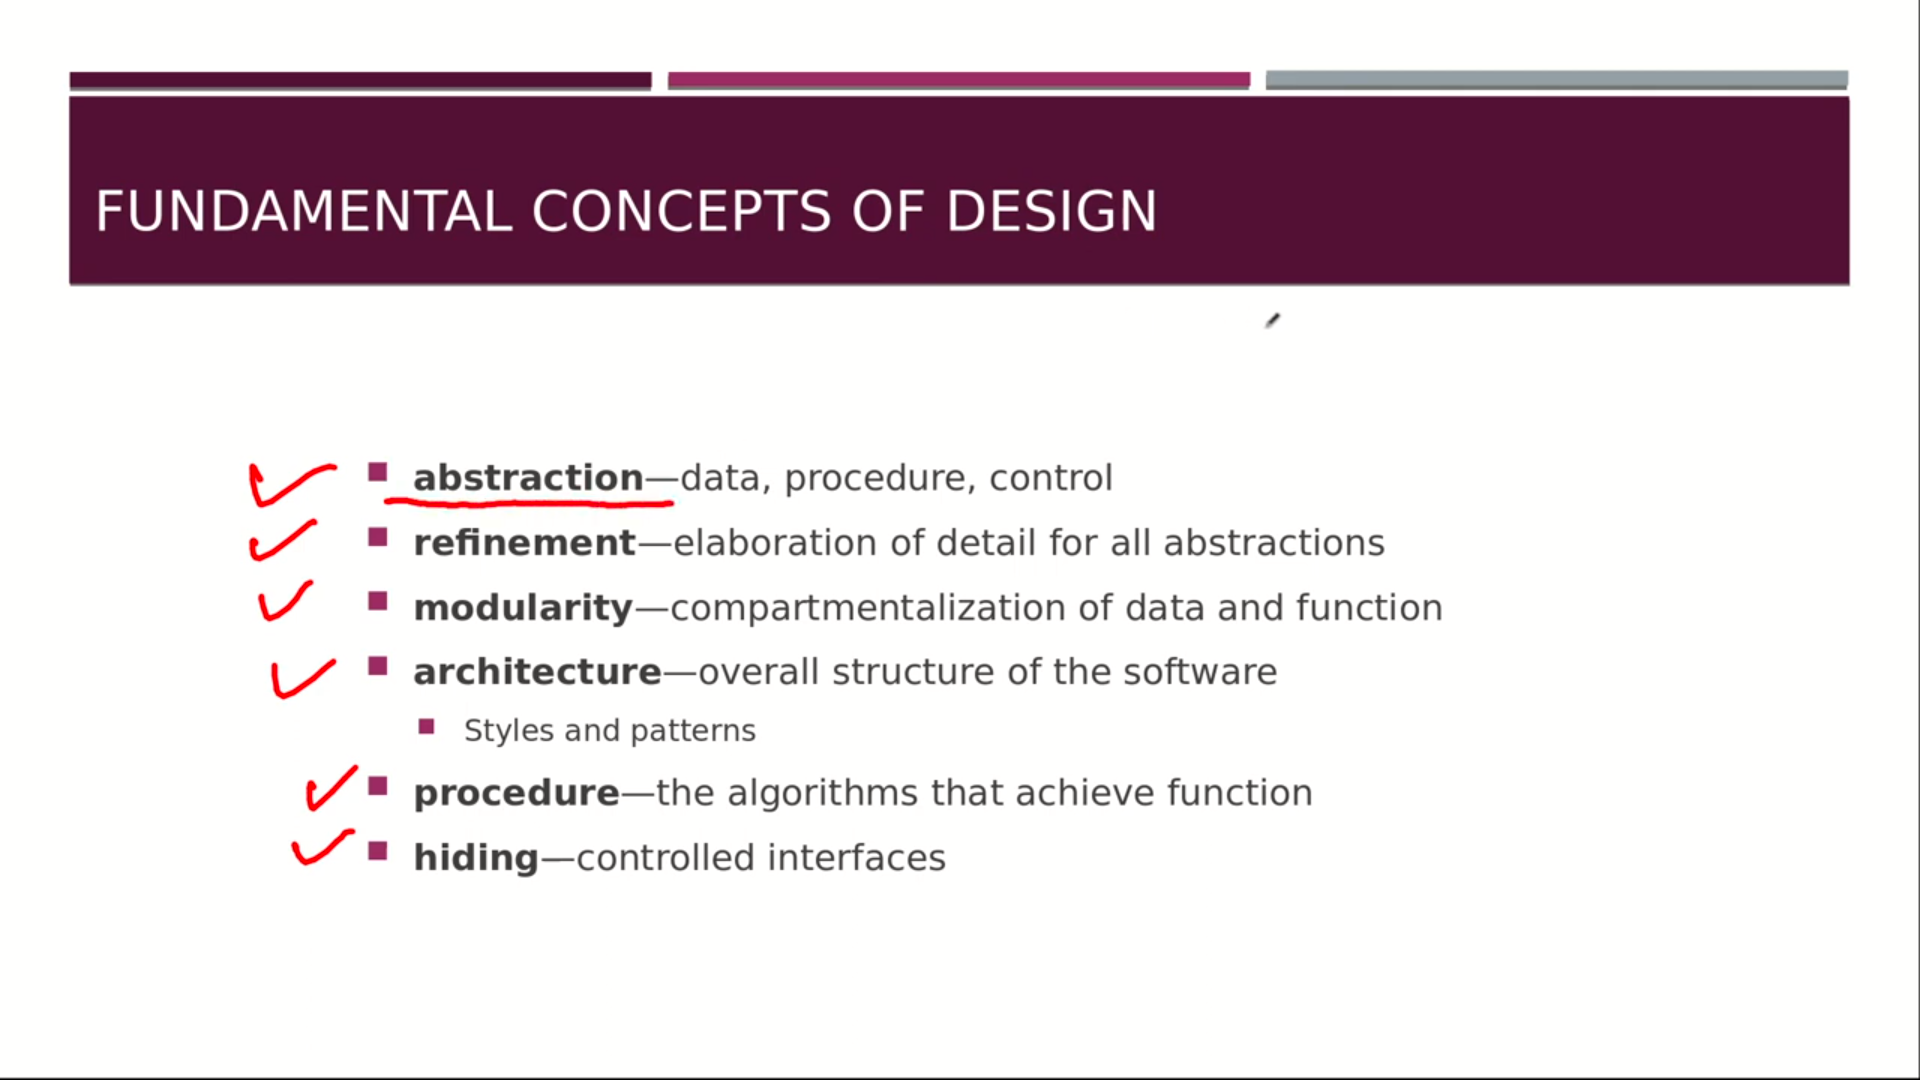 FUNDAMENTAL CONCEPTS OF DESIGN
abstraction—data, procedure, control
refinement—elaboration of detail for all abstractions
modularity—compartmentalization of data and function
architecture—overall structure of the software
Styles and patterns
procedure—the algorithms that achieve function
hiding—controlled interfaces